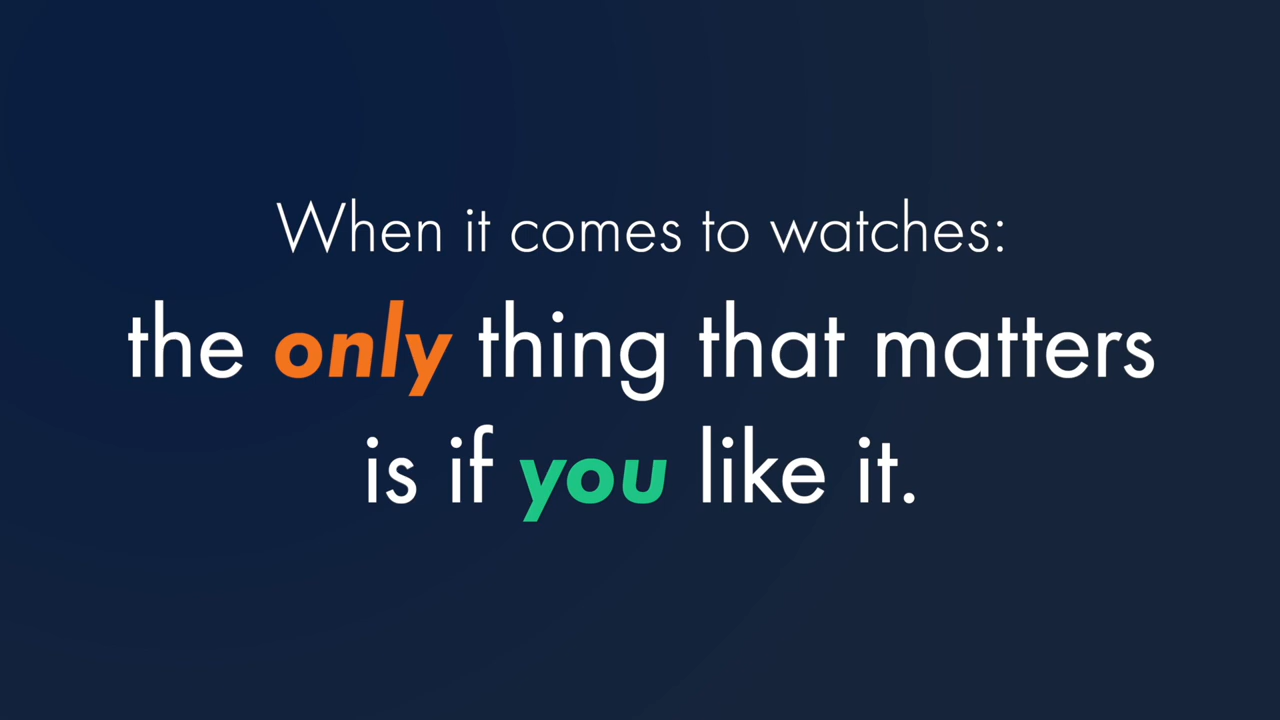 When it comes to watches:
the only thing that matters
is if you like it.